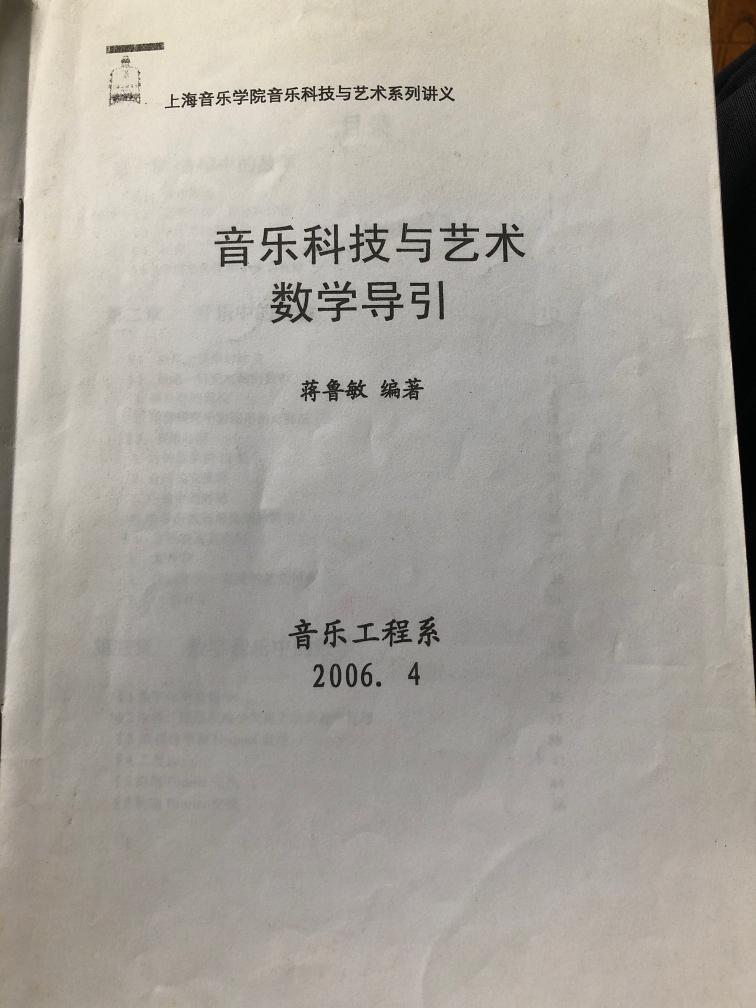 上海音乐学院音乐科技与艺术系列讲义
音乐科技与艺术
数学导引
蒋鲁敏 编著
音乐工程系
2006. 4